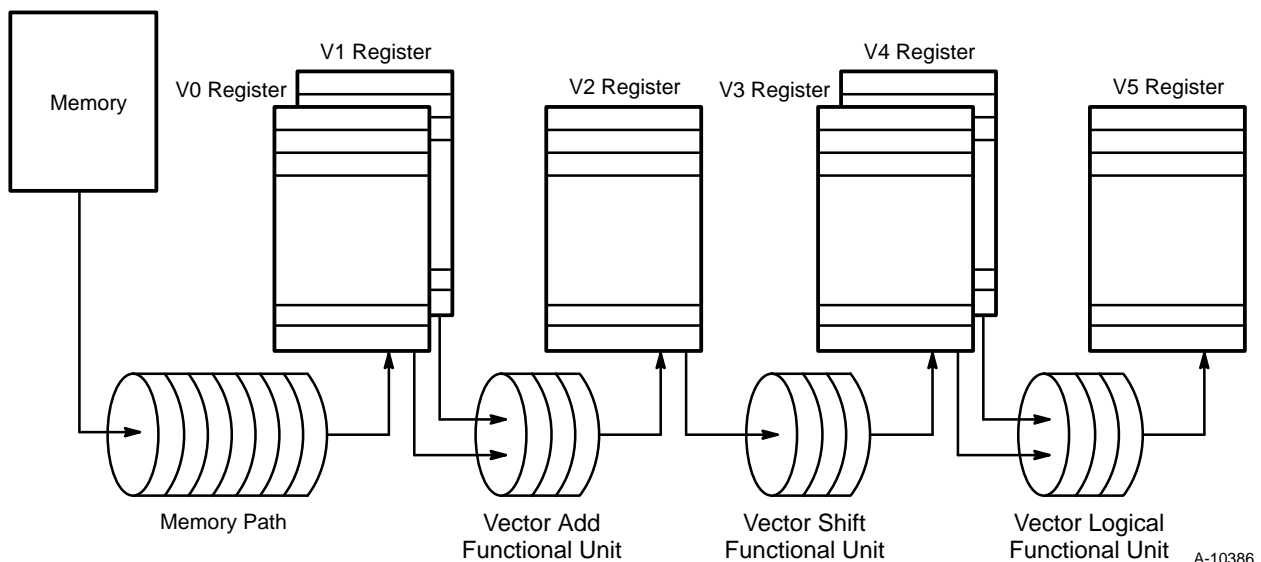 Memory
V0 Register
V1 Register
V2 Register
V3 Register
V4 Register
V5 Register
Memory Path
Vector Add
Functional Unit
Vector Shift
Functional Unit
Vector Logical
Functional Unit
A-10386